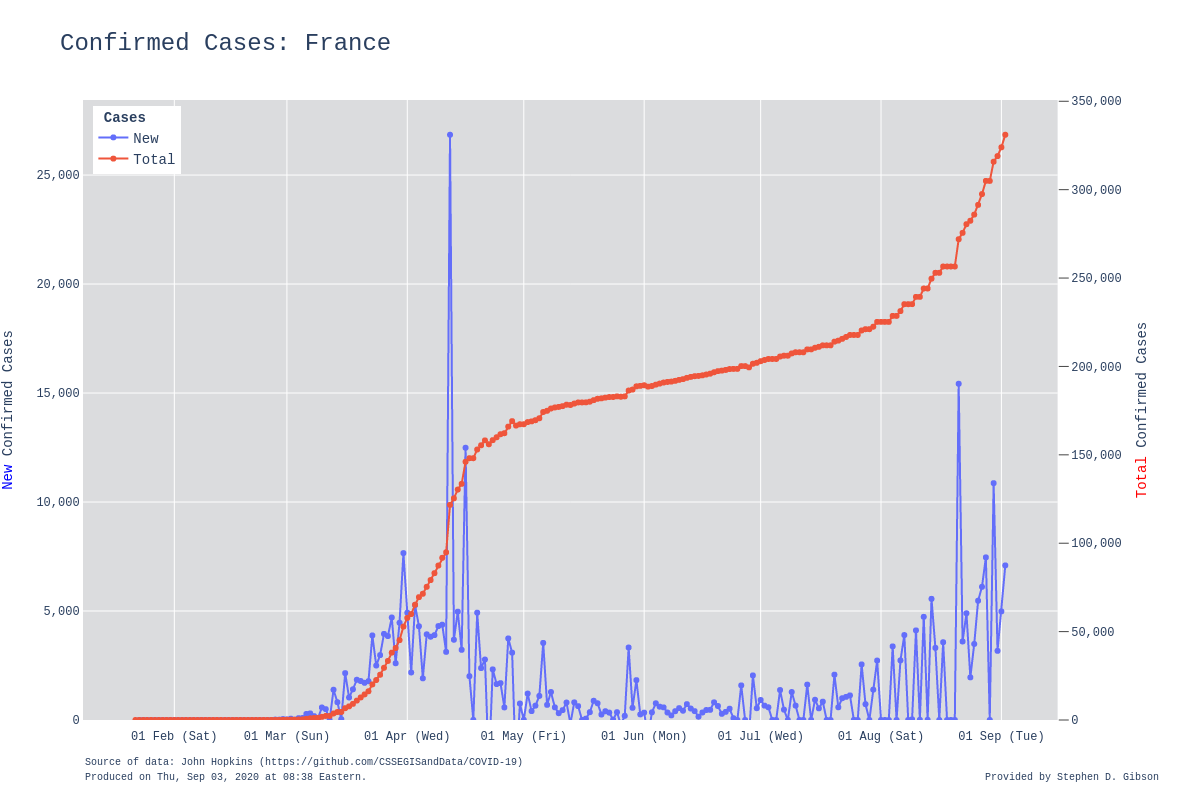 Confirmed Cases: France
Cases
New
Total
25,000
20,000
15,000
10,000
5,000
0
350,000
300,000
250,000
200,000
150,000
100,000
50,000
0
New Confirmed Cases
Total Confirmed Cases
01 Feb (Sat) 01 Mar (Sun) 01 Apr (Wed) 01 May (Fri) 01 Jun (Mon) 01 Jul (Wed) 01 Aug (Sat) 01 Sep (Tue)
Source of data: John Hopkins (https://github.com/CSSEGISandData/COVID-19)
Produced on Thu, Sep 03, 2020 at 08:38 Eastern.
Provided by Stephen D. Gibson